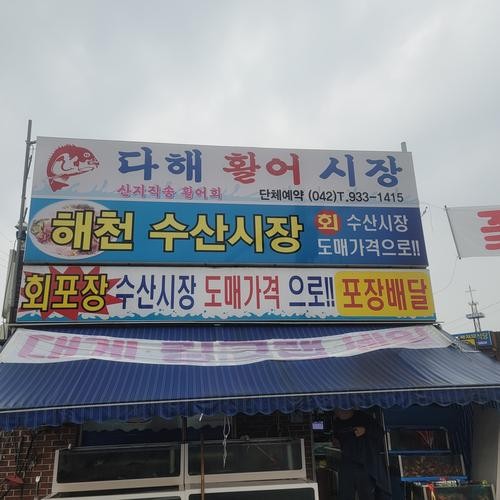 다해 활어 시장
산지직송 활어회
단체예약 (042)T.933-1415
해천 수산시장
회 수산시장
도매가격으로!!
회포장 수산시장 도매가격 으로!! 포장배달
대게